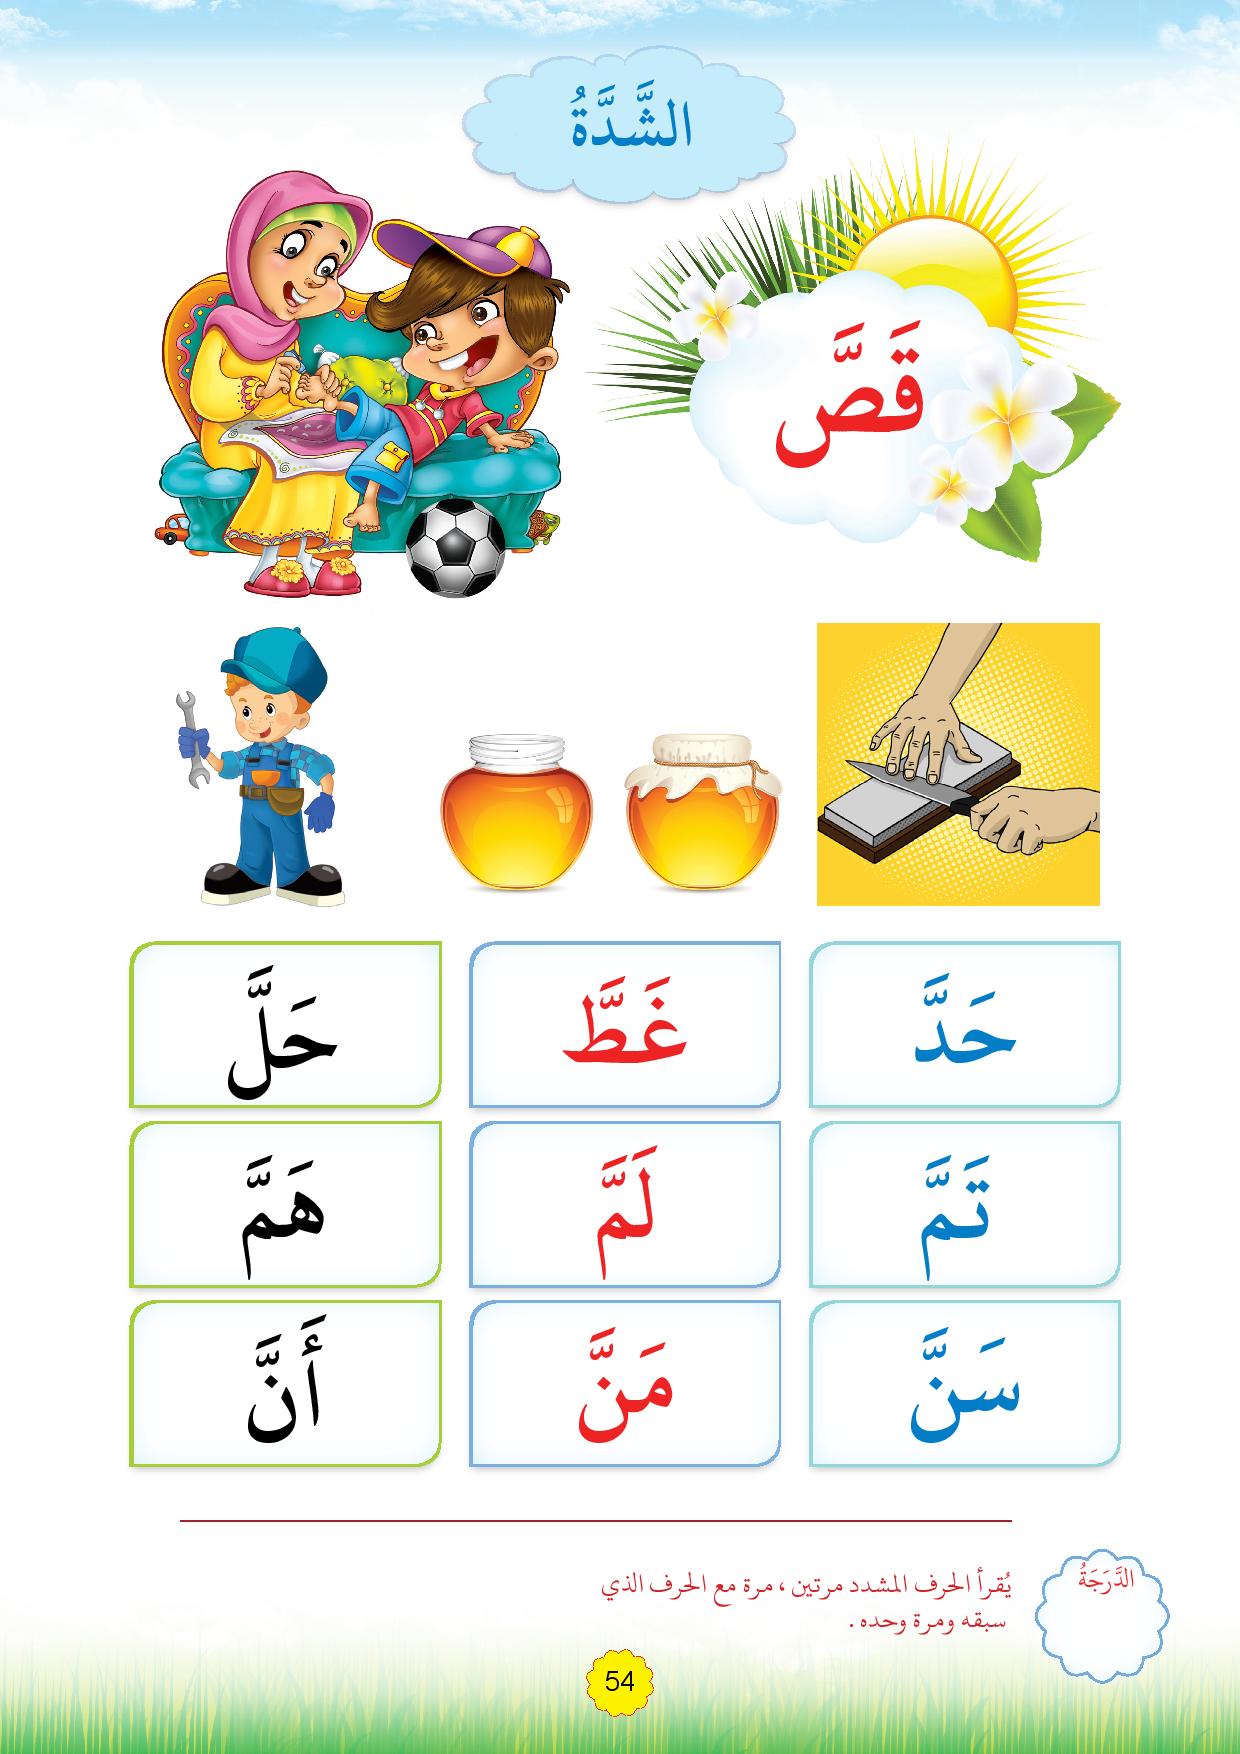 الشَّدَّةُ
قَصَّ
حَدَّ غَطَّ حَلَّ
تَمَّ لَمَّ هَمَّ
سَنَّ مَنَّ أَنَّ
الدَّرَجَةُ
يُقرأ الحرف المشدد مرتين ، مرة مع الحرف الذي
سبقه ومرة وحده .
54